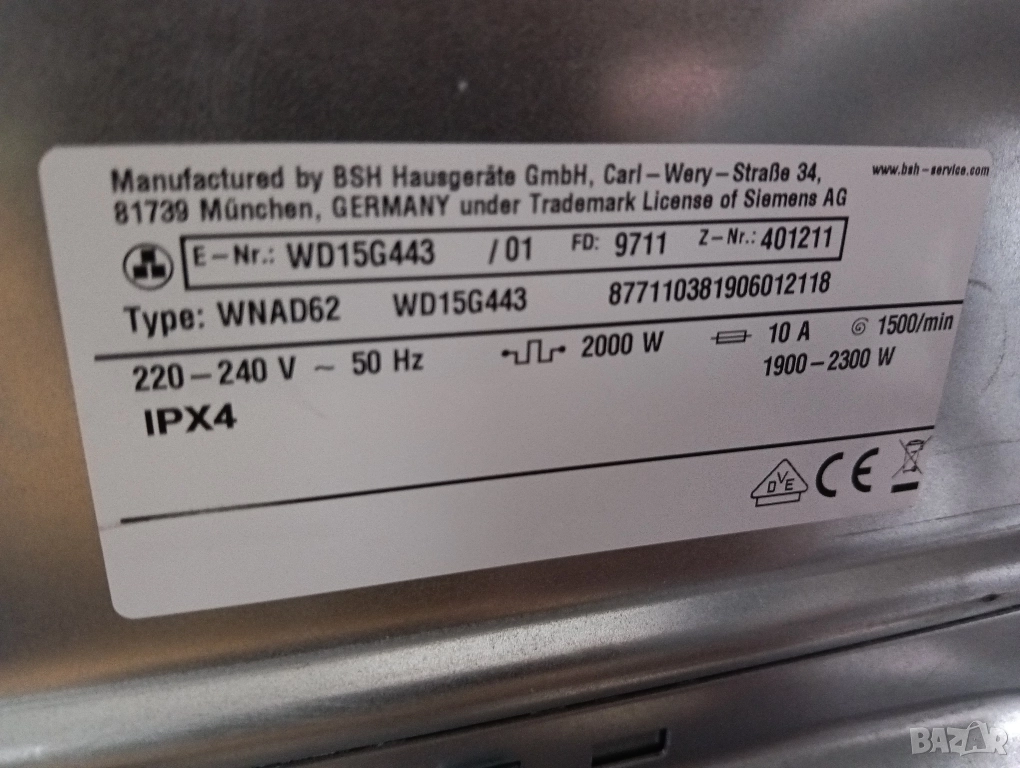 Manufactured by BSH Hausgeräte GmbH, Carl-Wery-Straße 34,
www.bsh-service.com
81739 München, GERMANY under Trademark License of Siemens AG
E-Nr.: WD15G443 /01 FD: 9711 Z-Nr.: 401211
Type: WNAD62 WD15G443 877110381906012118
220-240 V ~ 50 Hz 2000 W 10 A 1500/min
1900-2300 W
IPX4
DVE CE
BAZAR